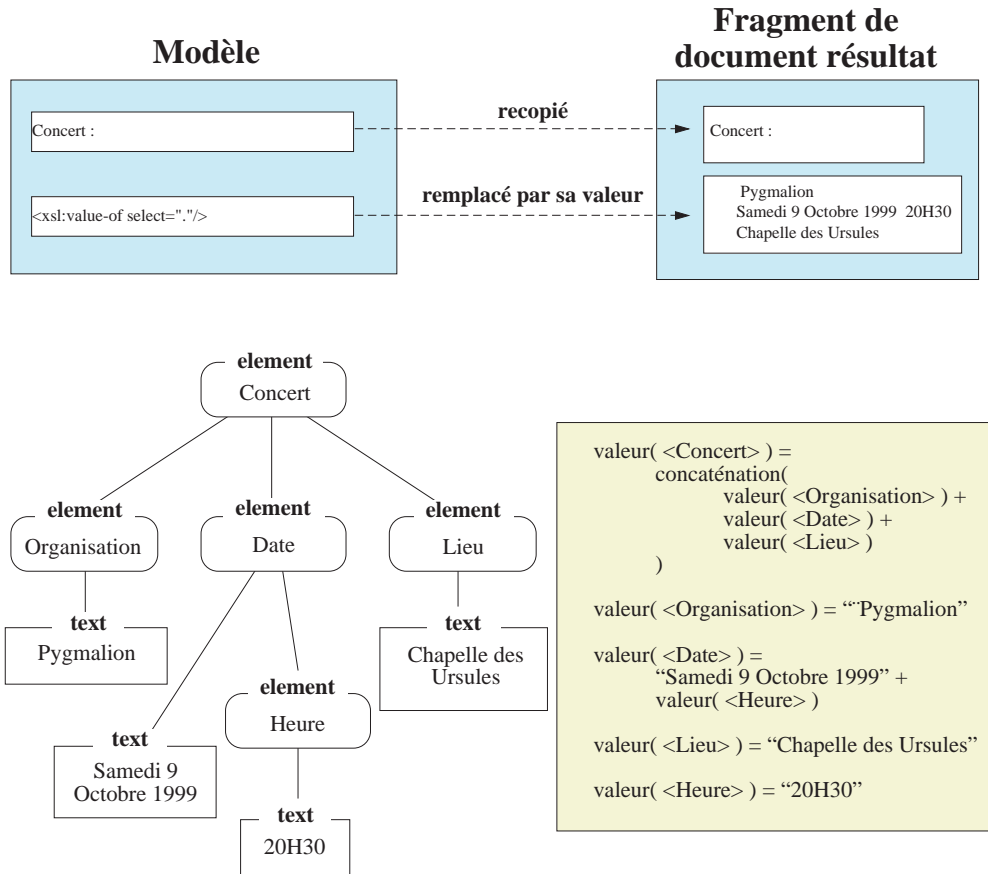 Modèle
Fragment de
document résultat
Concert :
recopié
Concert :
<xsl:value-of select="."/>
remplacé par sa valeur
Pygmalion
Samedi 9 Octobre 1999  20H30
Chapelle des Ursules
element
Concert
element
Organisation
element
Date
element
Lieu
text
Pygmalion
text
Chapelle des
Ursules
element
Heure
text
Samedi 9
Octobre 1999
text
20H30
valeur( <Concert> ) =
concaténation(
valeur( <Organisation> ) +
valeur( <Date> ) +
valeur( <Lieu> )
)
valeur( <Organisation> ) = “¨Pygmalion”
valeur( <Date> ) =
“Samedi 9 Octobre 1999” +
valeur( <Heure> )
valeur( <Lieu> ) = “Chapelle des Ursules”
valeur( <Heure> ) = “20H30”